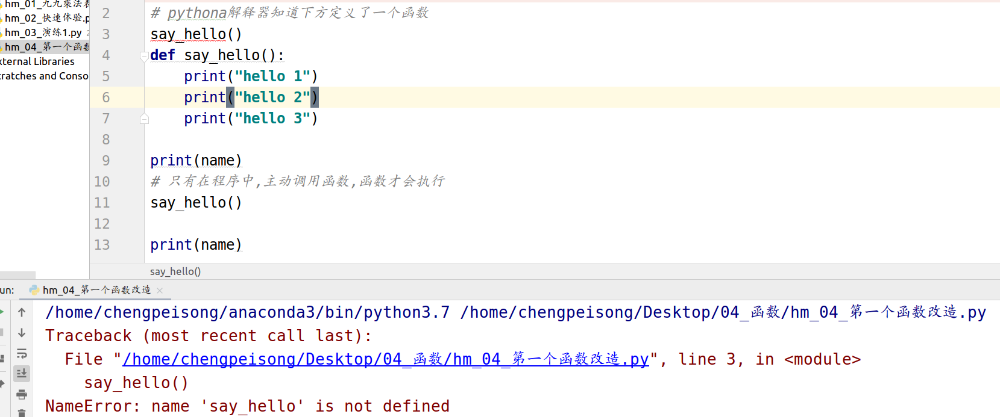 hm_01_九九乘法表
hm_02_快速体验.p
hm_03_演练1.py 2
hm_04_第一个函数
xternal Libraries
cratches and Conso
2 # pythona解释器知道下方定义了一个函数
3 say_hello()
4 def say_hello():
5 print("hello 1")
6 print("hello 2")
7 print("hello 3")
8
9 print(name)
10 # 只有在程序中,主动调用函数,函数才会执行
11 say_hello()
12
13 print(name)
say_hello()
un: hm_04_第一个函数改造 ×
/home/chengpeisong/anaconda3/bin/python3.7 /home/chengpeisong/Desktop/04_函数/hm_04_第一个函数改造.py
Traceback (most recent call last):
File "/home/chengpeisong/Desktop/04_函数/hm_04_第一个函数改造.py", line 3, in <module>
say_hello()
NameError: name 'say_hello' is not defined